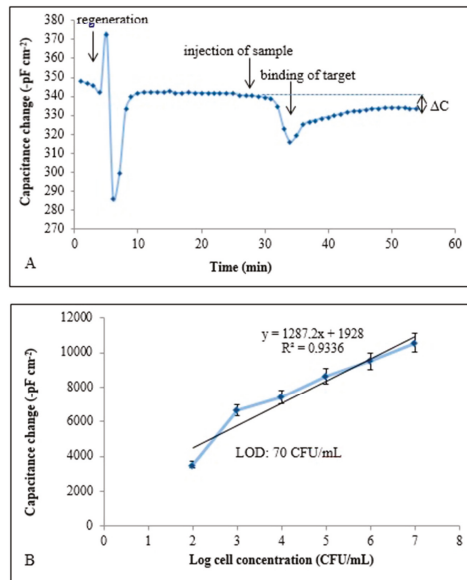 regeneration
380
370
360
350
340
330
320
310
300
290
280
270
injection of sample
binding of target
ΔC
Capacitance change (-pF cm-2)
0 10 20 30 40 50 60
A
Time (min)
12000
10000
8000
6000
4000
2000
0
y = 1287.2x + 1928
R² = 0.9336
LOD: 70 CFU/mL
Capacitance change (-pF cm-2)
0 1 2 3 4 5 6 7 8
B
Log cell concentration (CFU/mL)